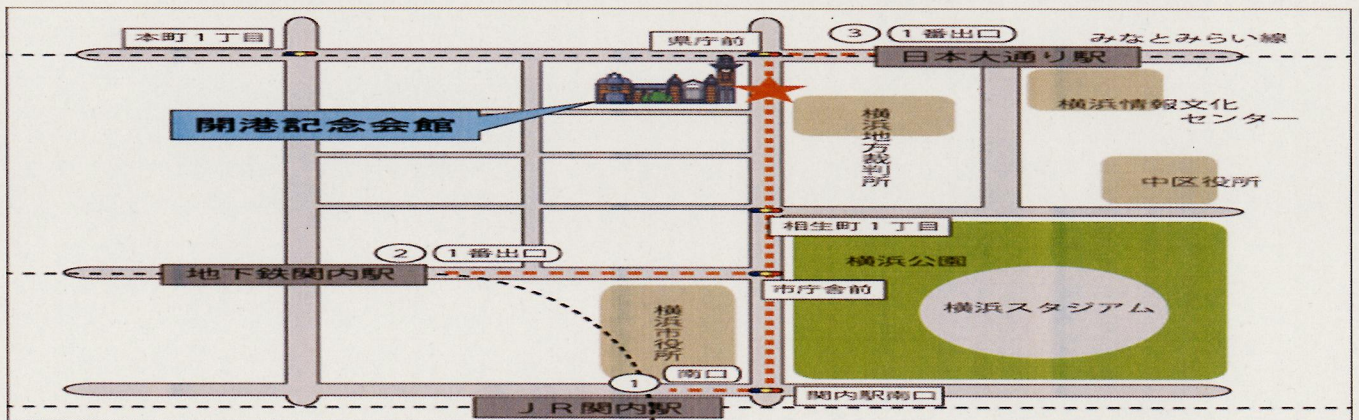 本町1丁目
県庁前
③
1番出口
みなとみらい線
日本大通り駅
開港記念会館
横浜地方裁判所
横浜情報文化
センター
中区役所
相生町1丁目
②
1番出口
地下鉄関内駅
横浜公園
市庁舎前
横浜スタジアム
横浜市役所
①
南口
関内駅南口
JR関内駅